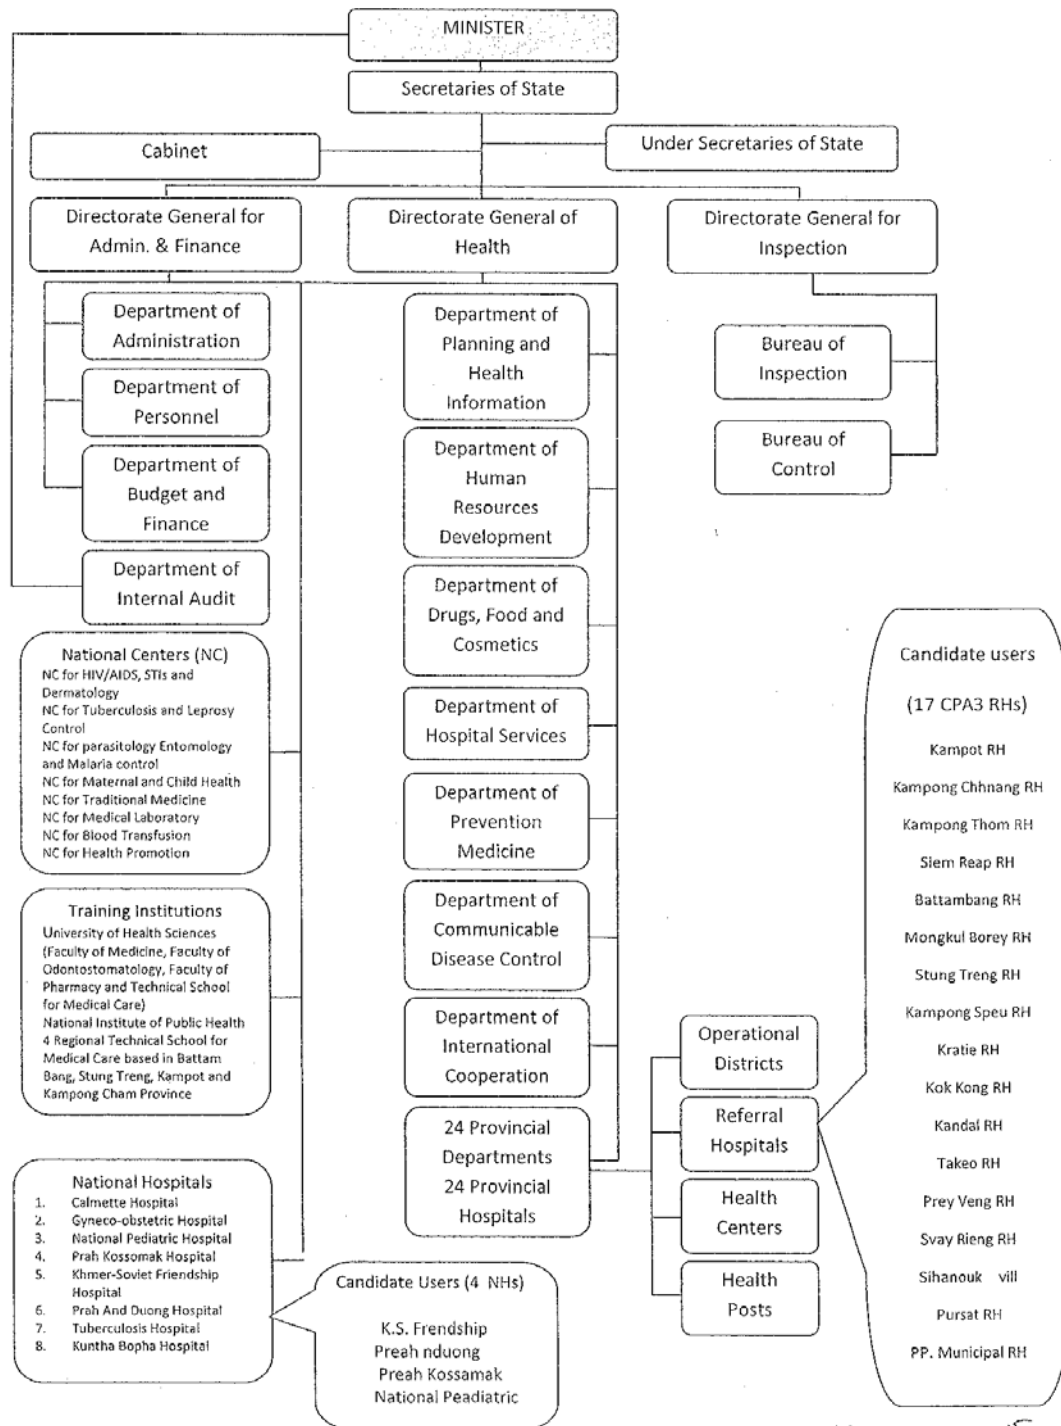 MINISTER
Secretaries of State
Cabinet
Under Secretaries of State
Directorate General for
Admin. & Finance
Directorate General of
Health
Directorate General for
Inspection
Department of
Administration
Department of
Personnel
Department of
Budget and
Finance
Department of
Internal Audit
Department of
Planning and
Health
Information
Department of
Human
Resources
Development
Department of
Drugs, Food and
Cosmetics
Department of
Hospital Services
Department of
Prevention
Medicine
Department of
Communicable
Disease Control
Department of
International
Cooperation
24 Provincial
Departments
24 Provincial
Hospitals
Bureau of
Inspection
Bureau of
Control
National Centers (NC)
NC for HIV/AIDS, STIs and
Dermatology
NC for Tuberculosis and Leprosy
Control
NC for parasitology Entomology
and Malaria control
NC for Maternal and Child Health
NC for Traditional Medicine
NC for Medical Laboratory
NC for Blood Transfusion
NC for Health Promotion
Training Institutions
University of Health Sciences
(Faculty of Medicine, Faculty of
Odontostomatology, Faculty of
Pharmacy and Technical School
for Medical Care)
National Institute of Public Health
4 Regional Technical School for
Medical Care based in Battam
Bang, Stung Treng, Kampot and
Kampong Cham Province
National Hospitals
1. Calmette Hospital
2. Gyneco-obstetric Hospital
3. National Pediatric Hospital
4. Prah Kossomak Hospital
5. Khmer-Soviet Friendship
Hospital
6. Prah And Duong Hospital
7. Tuberculosis Hospital
8. Kuntha Bopha Hospital
Candidate Users (4 NHs)
K.S. Frendship
Preah nduong
Preah Kossamak
National Peadiatric
Operational
Districts
Referral
Hospitals
Health
Centers
Health
Posts
Candidate users
(17 CPA3 RHs)
Kampot RH
Kampong Chhnang RH
Kampong Thom RH
Siem Reap RH
Battambang RH
Mongkul Borey RH
Stung Treng RH
Kampong Speu RH
Kratie RH
Kok Kong RH
Kandal RH
Takeo RH
Prey Veng RH
Svay Rieng RH
Sihanouk vill
Pursat RH
PP. Municipal RH